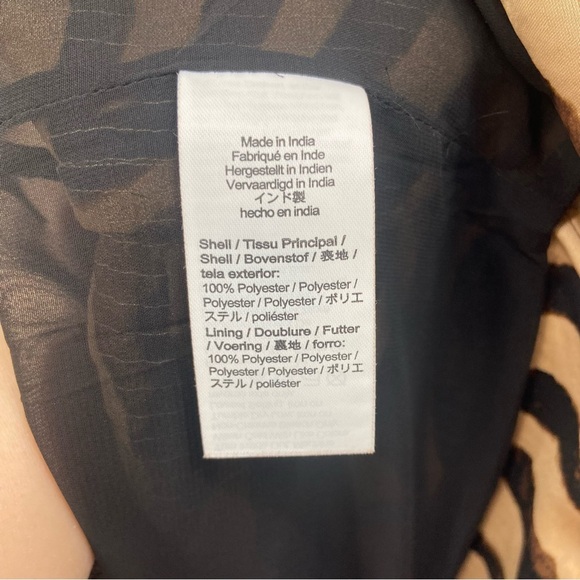 Made in India
Fabriqué en Inde
Hergestellt in Indien
Vervaardigd in India
インド製
hecho en india
Shell / Tissu Principal /
Shell / Bovenstof / 表地 /
tela exterior:
100% Polyester / Polyester /
Polyester / Polyester / ポリエ
ステル / poliéster
Lining / Doublure / Futter
/ Voering / 裏地 / forro:
100% Polyester / Polyester /
Polyester / Polyester / ポリエ
ステル / poliéster